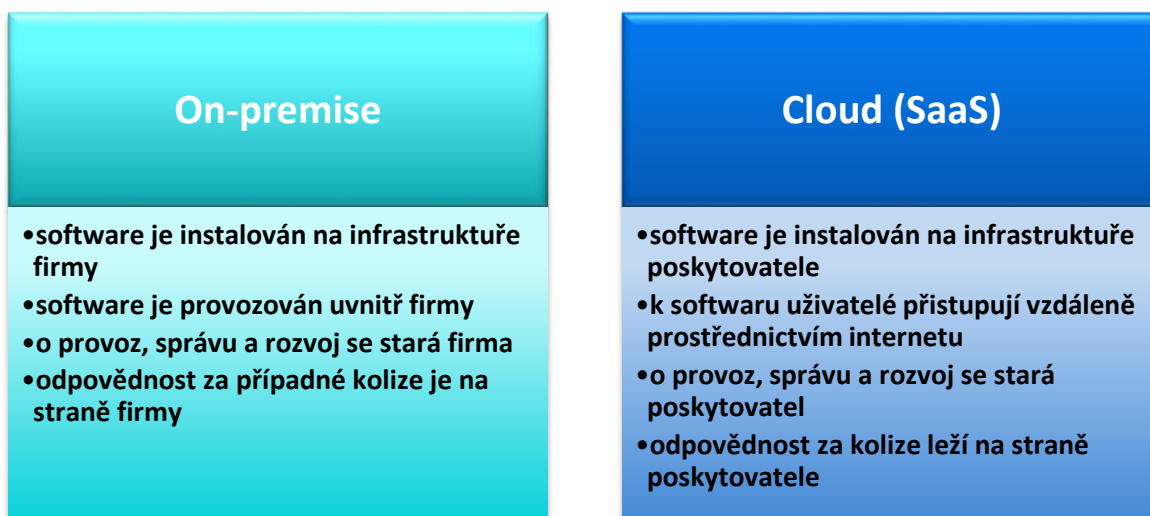 On-premise
•software je instalován na infrastruktuře
firmy
•software je provozován uvnitř firmy
•o provoz, správu a rozvoj se stará firma
•odpovědnost za případné kolize je na
straně firmy
Cloud (SaaS)
•software je instalován na infrastruktuře
poskytovatele
•k softwaru uživatelé přistupují vzdáleně
prostřednictvím internetu
•o provoz, správu a rozvoj se stará
poskytovatel
•odpovědnost za kolize leží na straně
poskytovatele